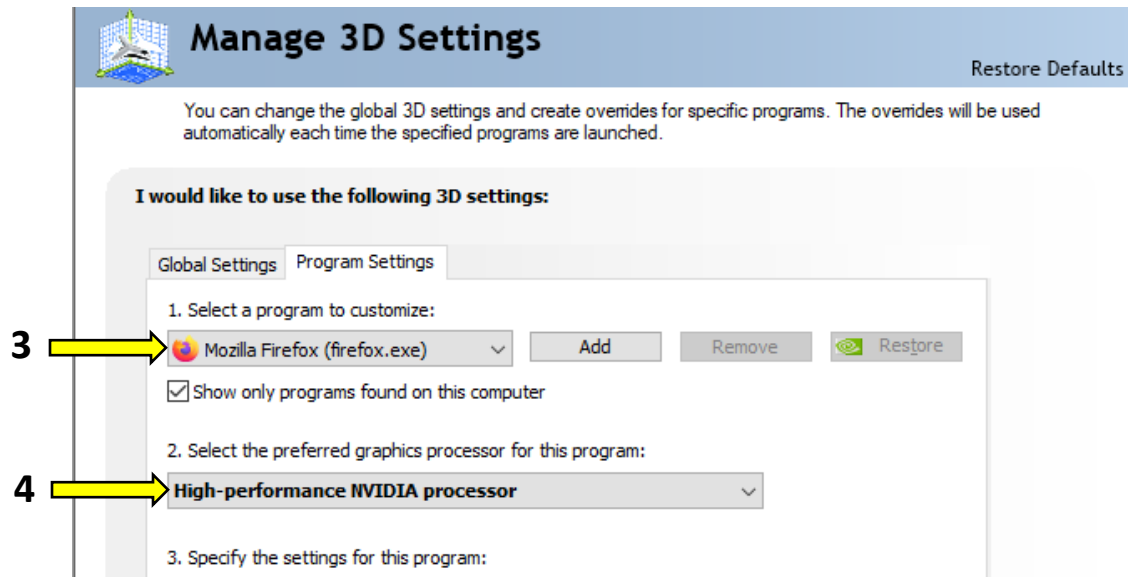 Manage 3D Settings
Restore Defaults
You can change the global 3D settings and create overrides for specific programs. The overrides will be used
automatically each time the specified programs are launched.
I would like to use the following 3D settings:
Global Settings Program Settings
1. Select a program to customize:
3 Mozilla Firefox (firefox.exe) Add Remove Restore
Show only programs found on this computer
2. Select the preferred graphics processor for this program:
4 High-performance NVIDIA processor
3. Specify the settings for this program: